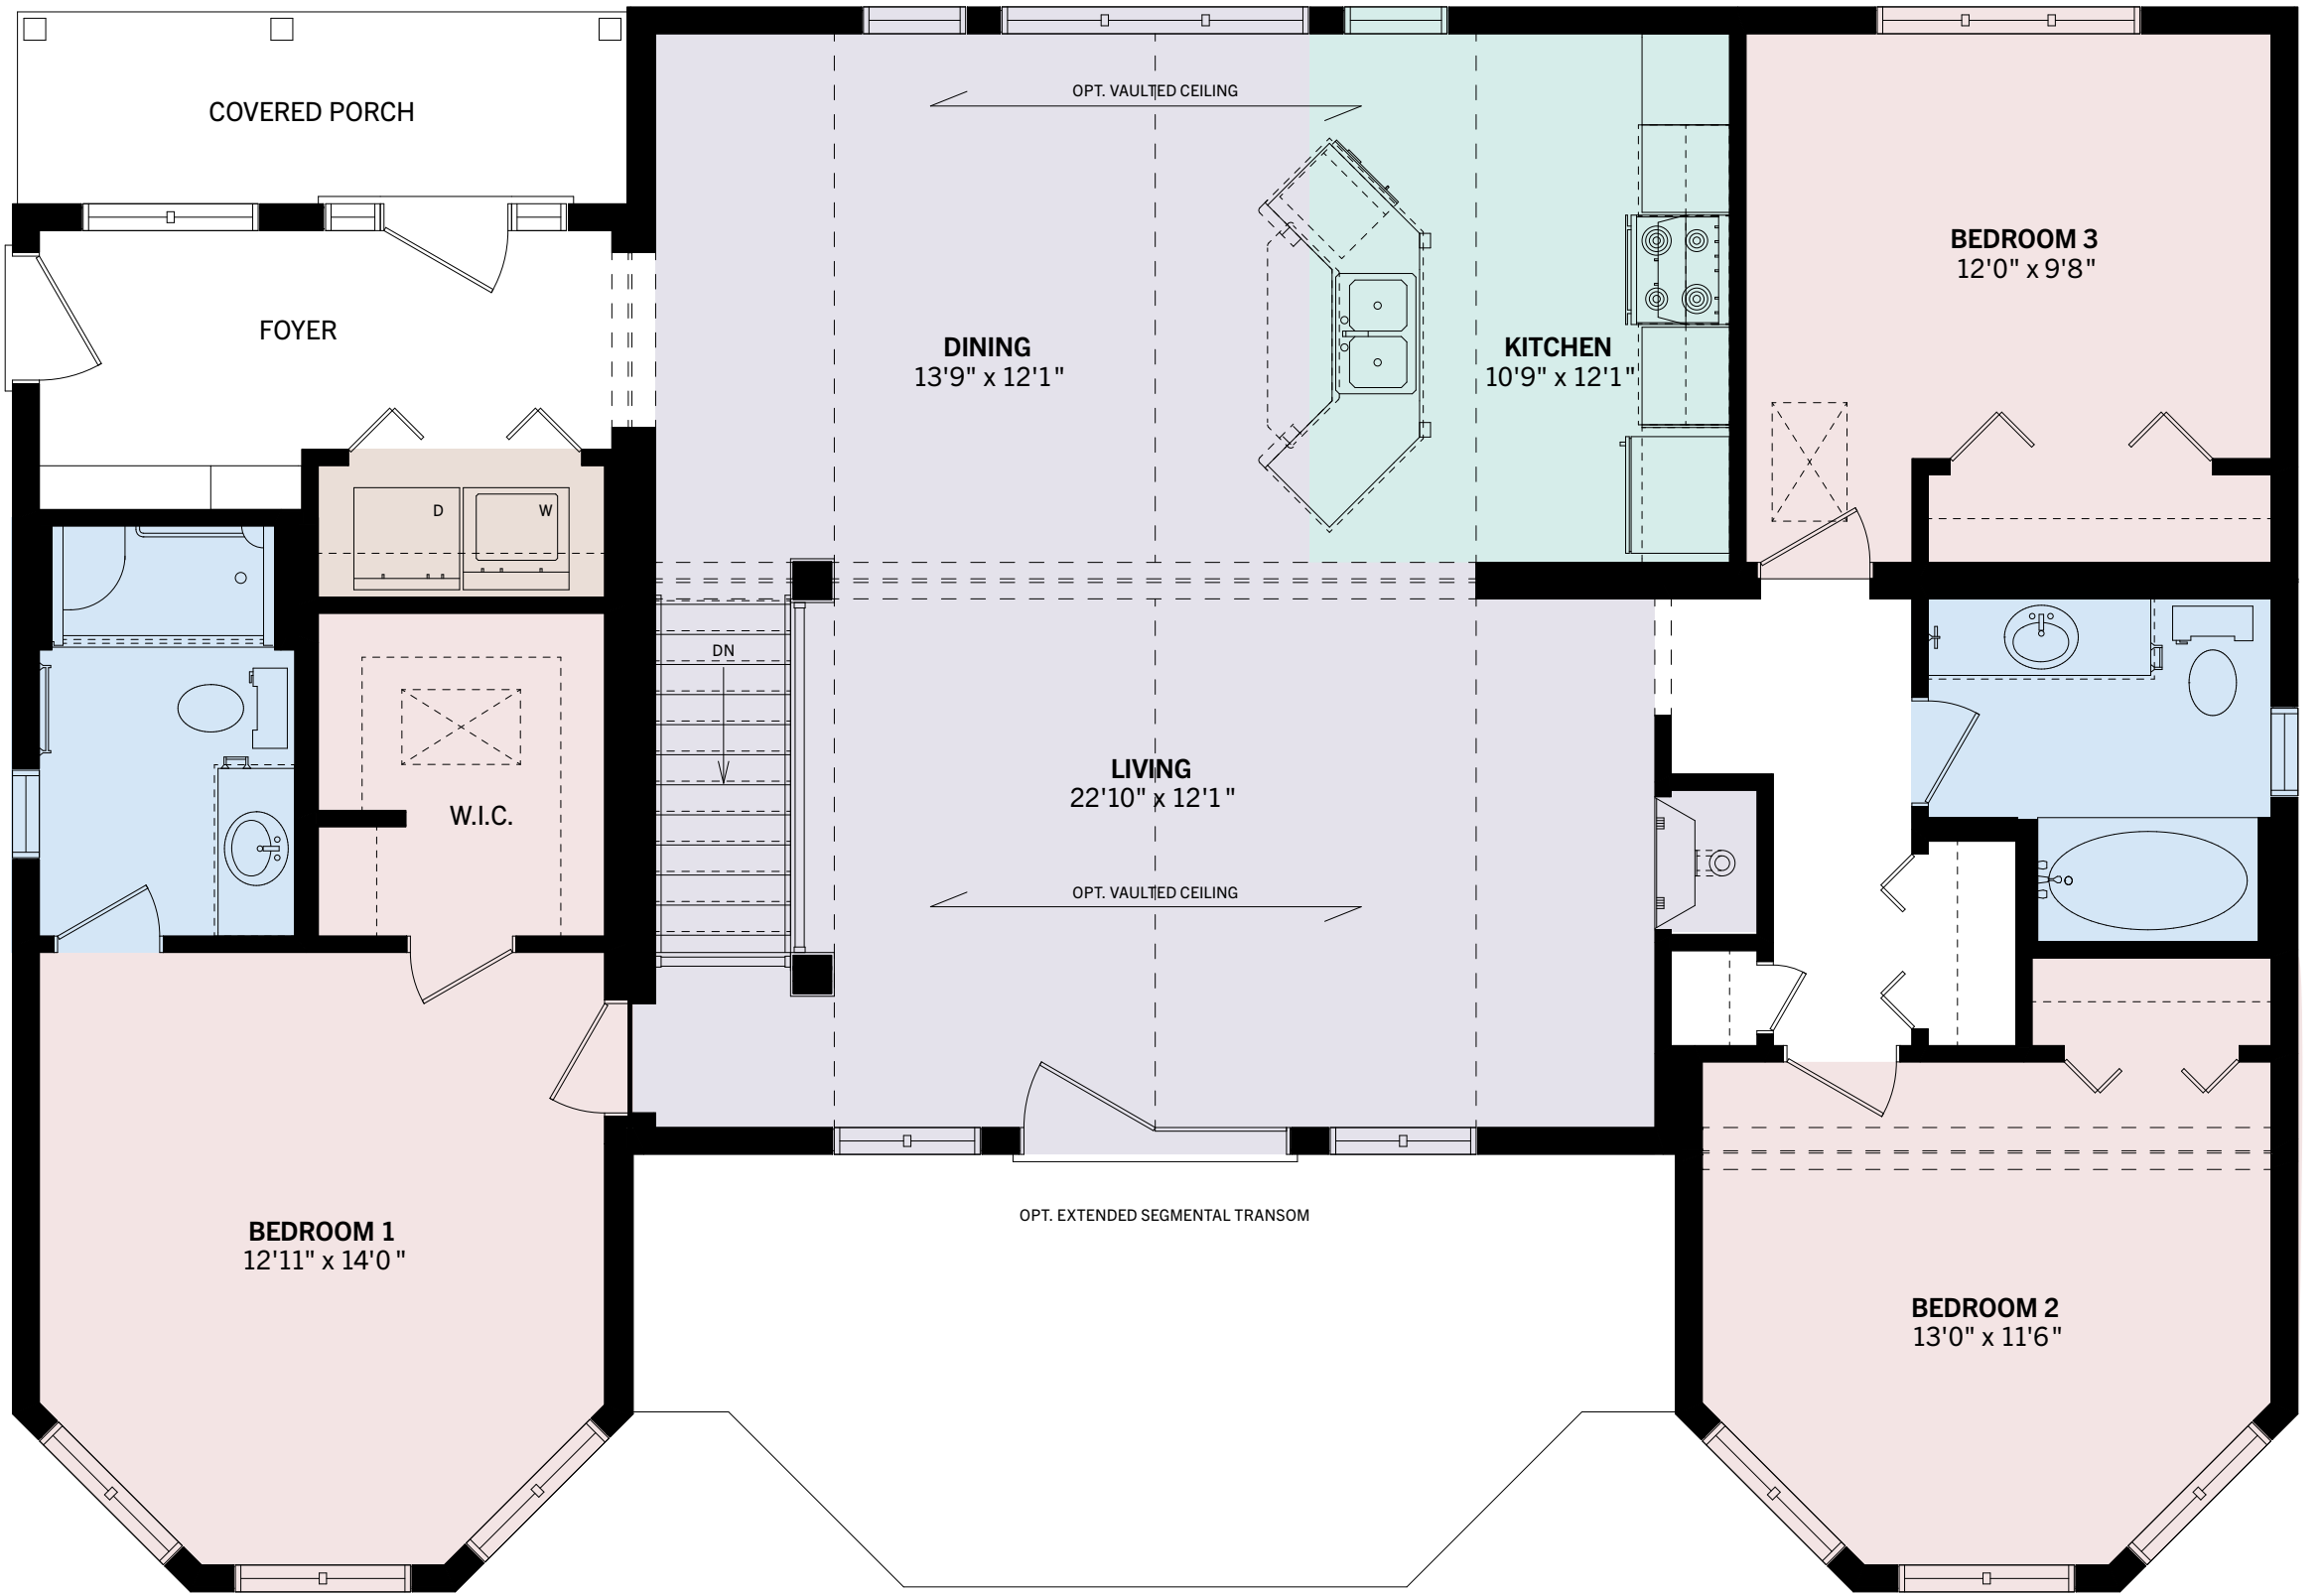 OPT. VAULTED CEILING
COVERED PORCH
BEDROOM 3
12'0" x 9'8"
FOYER
DINING
13'9" x 12'1"
KITCHEN
10'9" x 12'1"
D
W
DN
LIVING
22'10" x 12'1"
W.I.C.
OPT. VAULTED CEILING
OPT. EXTENDED SEGMENTAL TRANSOM
BEDROOM 1
12'11" x 14'0"
BEDROOM 2
13'0" x 11'6"